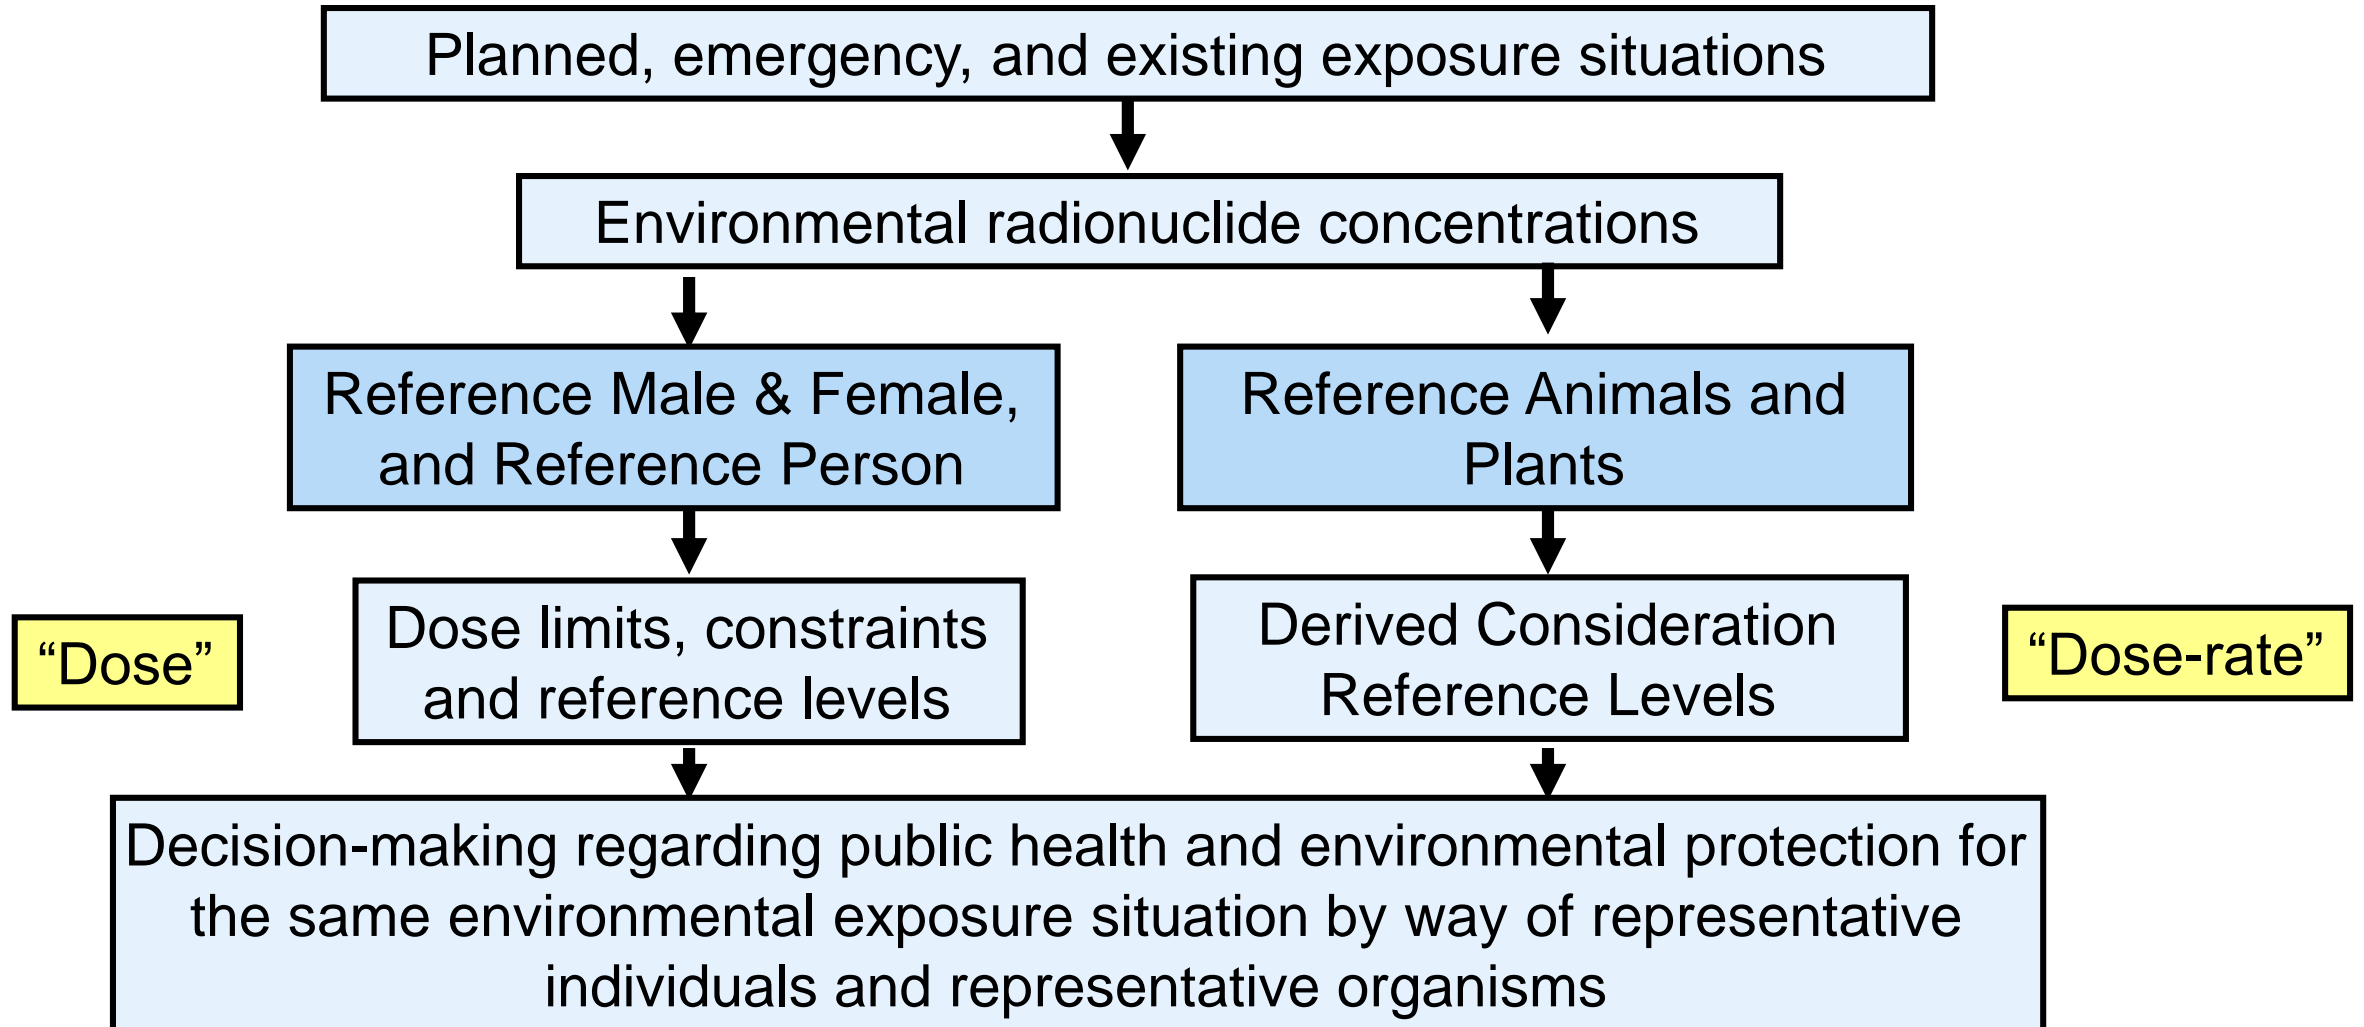 Planned, emergency, and existing exposure situations
Environmental radionuclide concentrations
Reference Male & Female,
and Reference Person
Reference Animals and
Plants
“Dose”
Dose limits, constraints
and reference levels
Derived Consideration
Reference Levels
“Dose-rate”
Decision-making regarding public health and environmental protection for
the same environmental exposure situation by way of representative
individuals and representative organisms